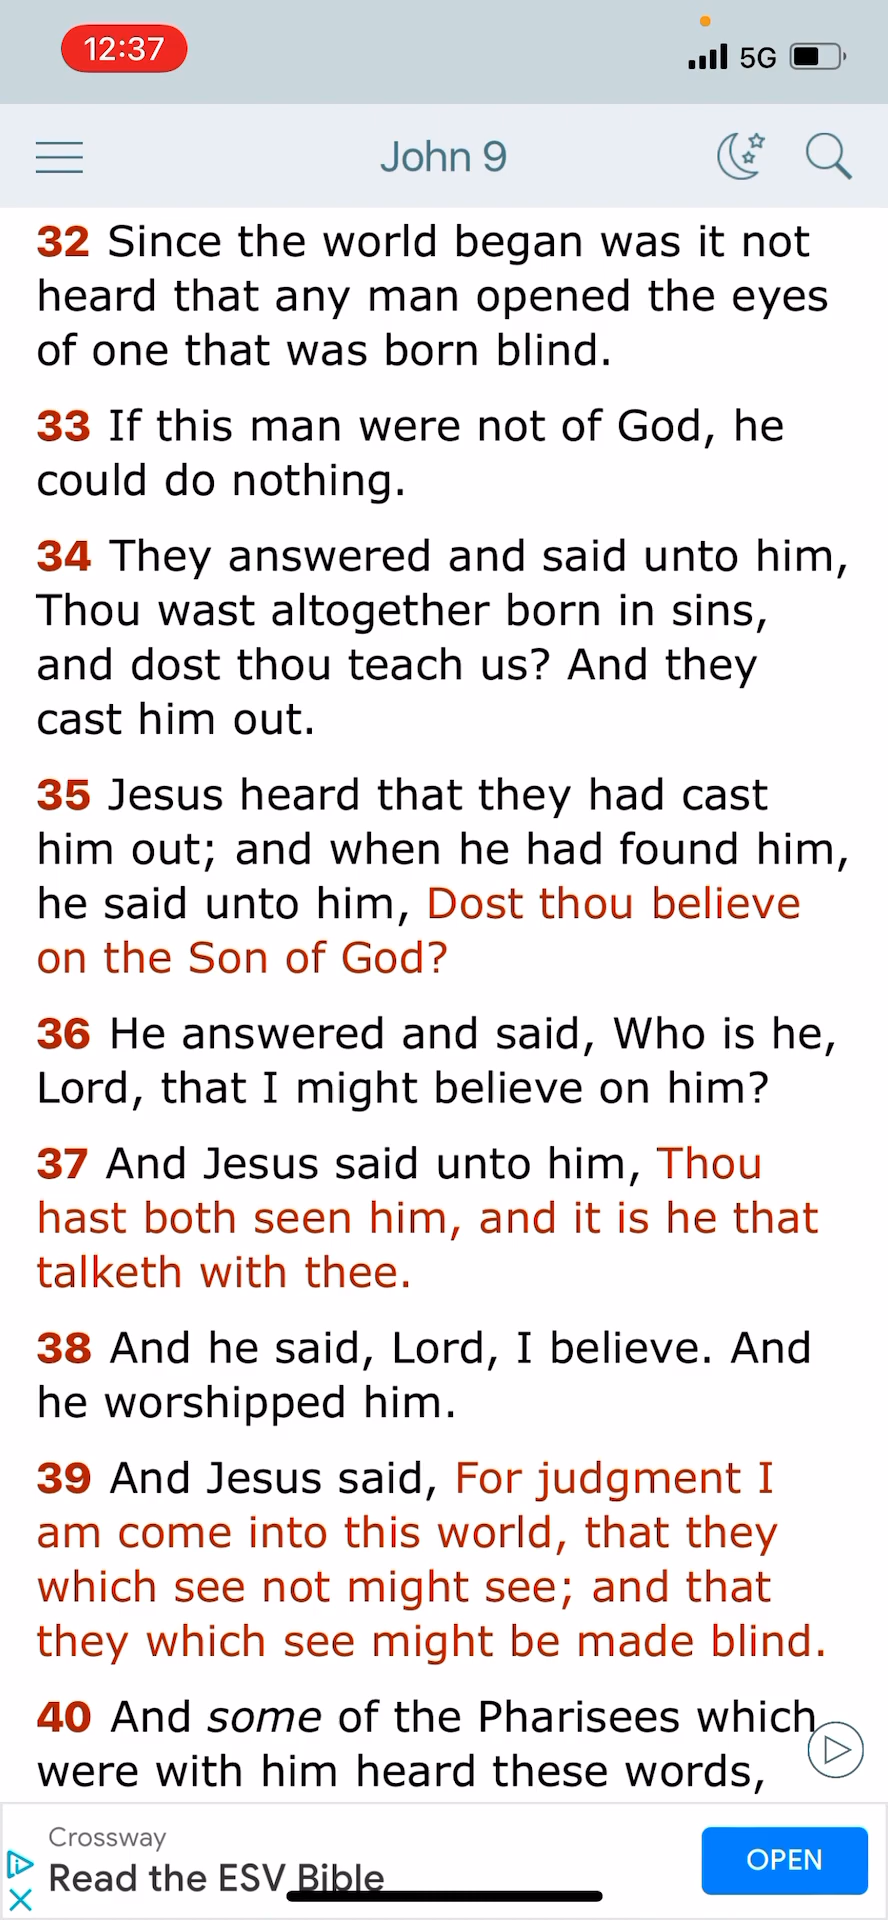 12:37
5G
John 9
32 Since the world began was it not
heard that any man opened the eyes
of one that was born blind.
33 If this man were not of God, he
could do nothing.
34 They answered and said unto him,
Thou wast altogether born in sins,
and dost thou teach us? And they
cast him out.
35 Jesus heard that they had cast
him out; and when he had found him,
he said unto him, Dost thou believe
on the Son of God?
36 He answered and said, Who is he,
Lord, that I might believe on him?
37 And Jesus said unto him, Thou
hast both seen him, and it is he that
talketh with thee.
38 And he said, Lord, I believe. And
he worshipped him.
39 And Jesus said, For judgment I
am come into this world, that they
which see not might see; and that
they which see might be made blind.
40 And some of the Pharisees which
were with him heard these words,
Crossway
Read the ESV Bible
OPEN